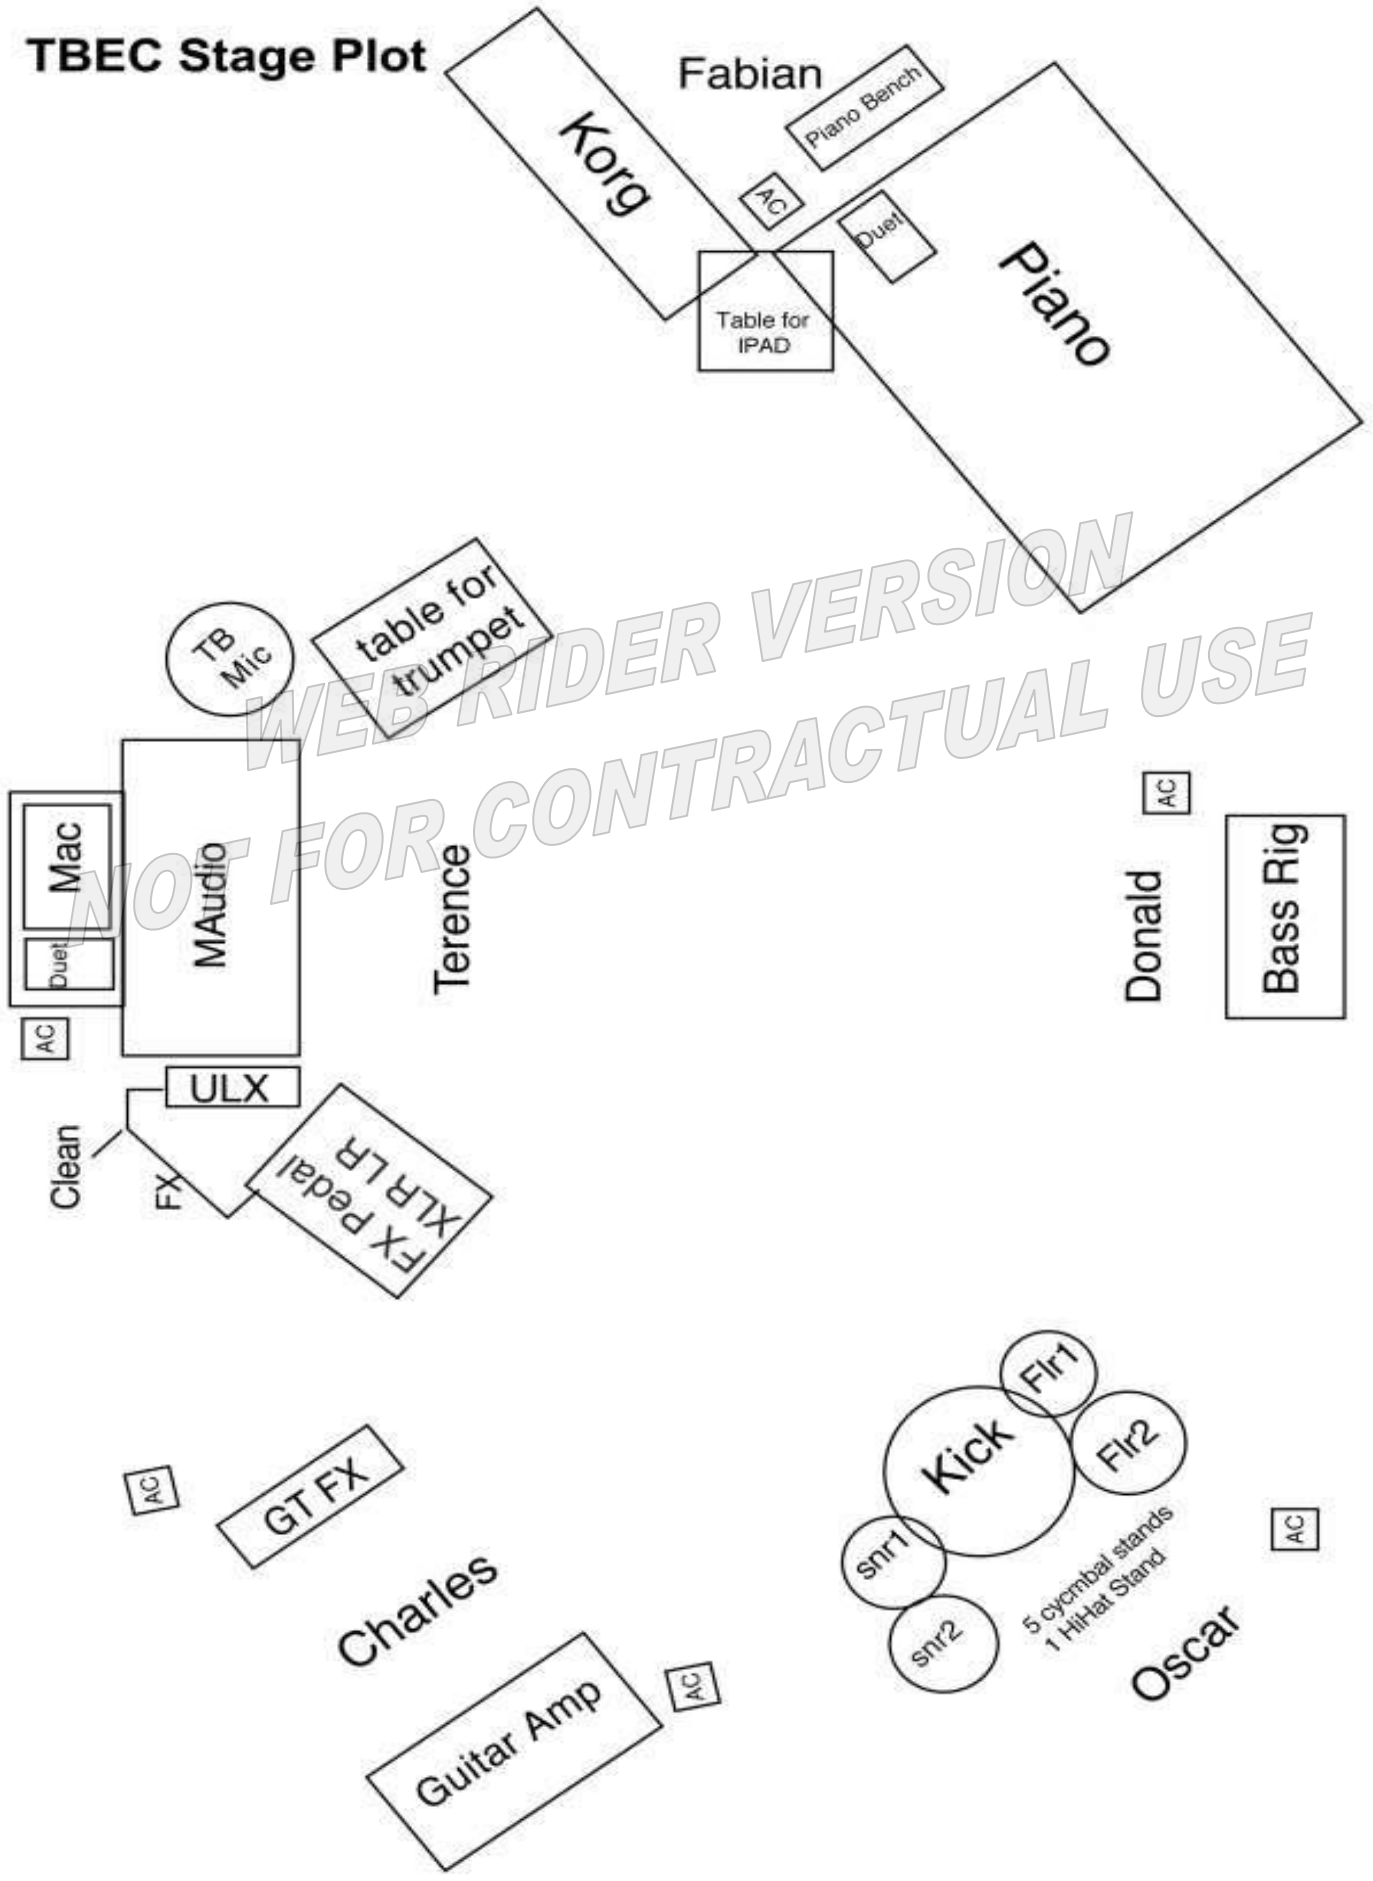 TBEC Stage Plot
Korg
Fabian
Piano Bench
AC
Duet
Piano
Table for
IPAD
table for
trumpet
TB
Mic
WEB RIDER VERSION
NOT FOR CONTRACTUAL USE
Mac
Duet
MAudio
AC
Terence
AC
Donald
Bass Rig
ULX
Clean
FX
FX Pedal
XLR LR
AC
GT FX
Charles
Guitar Amp
AC
Flr1
Flr2
Kick
snr1
snr2
5 cycmbal stands
1 HiHat Stand
AC
Oscar